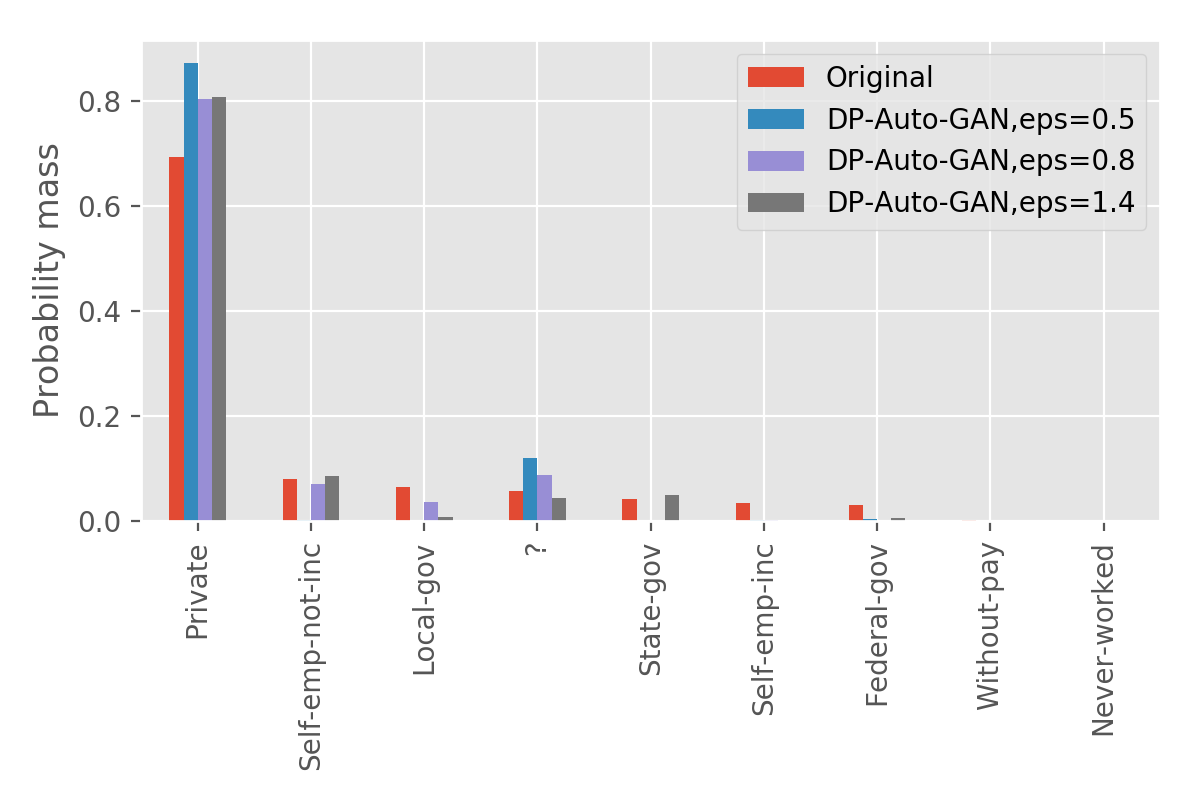 Probability mass
0.8
0.6
0.4
0.2
0.0
Original
DP-Auto-GAN,eps=0.5
DP-Auto-GAN,eps=0.8
DP-Auto-GAN,eps=1.4
Private
Self-emp-not-inc
Local-gov
?
State-gov
Self-emp-inc
Federal-gov
Without-pay
Never-worked